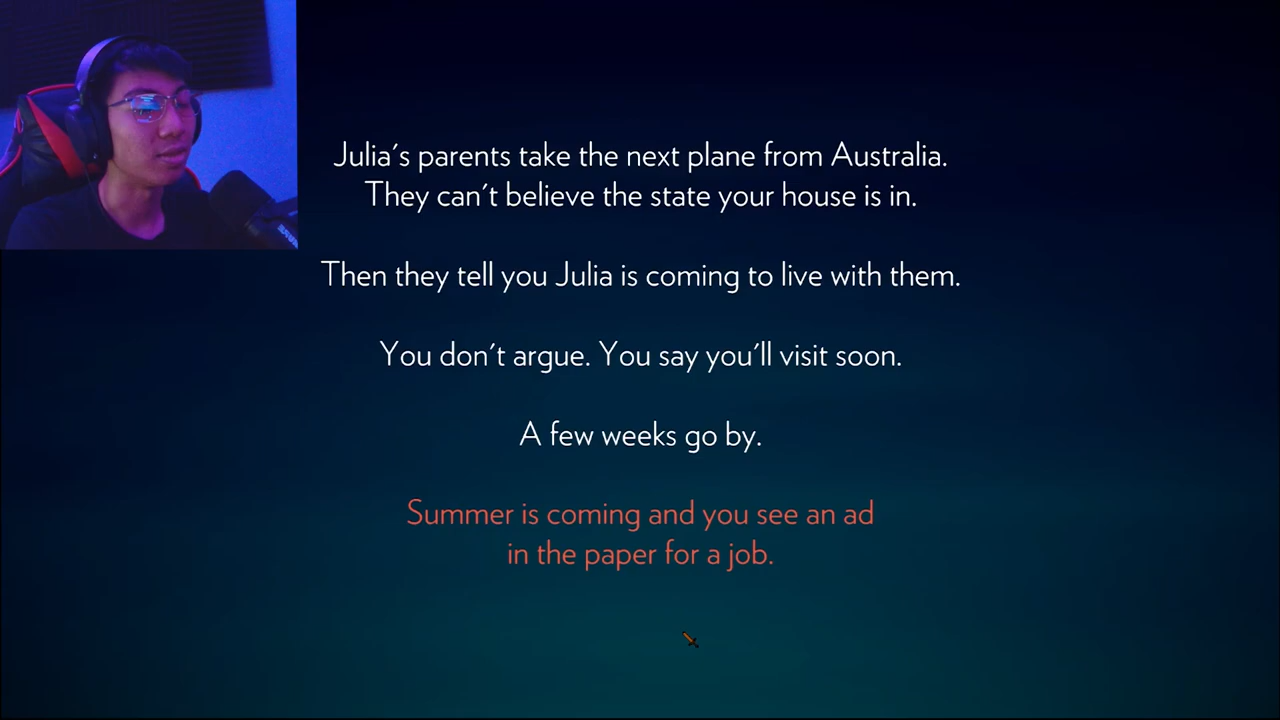 Julia's parents take the next plane from Australia.
They can't believe the state your house is in.
Then they tell you Julia is coming to live with them.
You don't argue. You say you'll visit soon.
A few weeks go by.
Summer is coming and you see an ad
in the paper for a job.